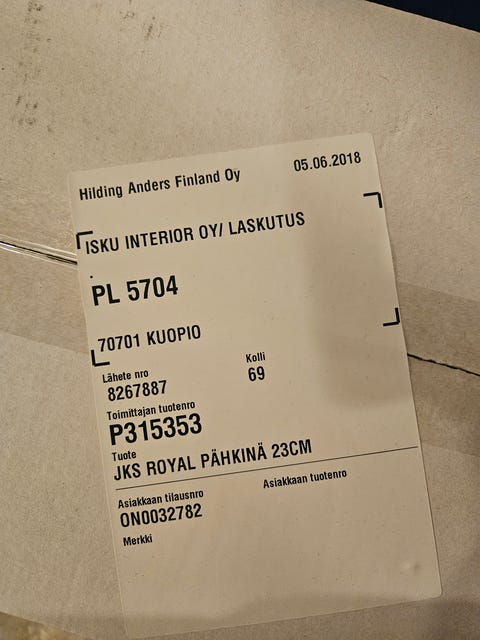 Hilding Anders Finland Oy 05.06.2018
ISKU INTERIOR OY/ LASKUTUS
.
PL 5704
70701 KUOPIO
Lähete nro Kolli
8267887 69
Toimittajan tuotenro
P315353
Tuote
JKS ROYAL PÄHKINÄ 23CM
Asiakkaan tilausnro Asiakkaan tuotenro
ON0032782
Merkki